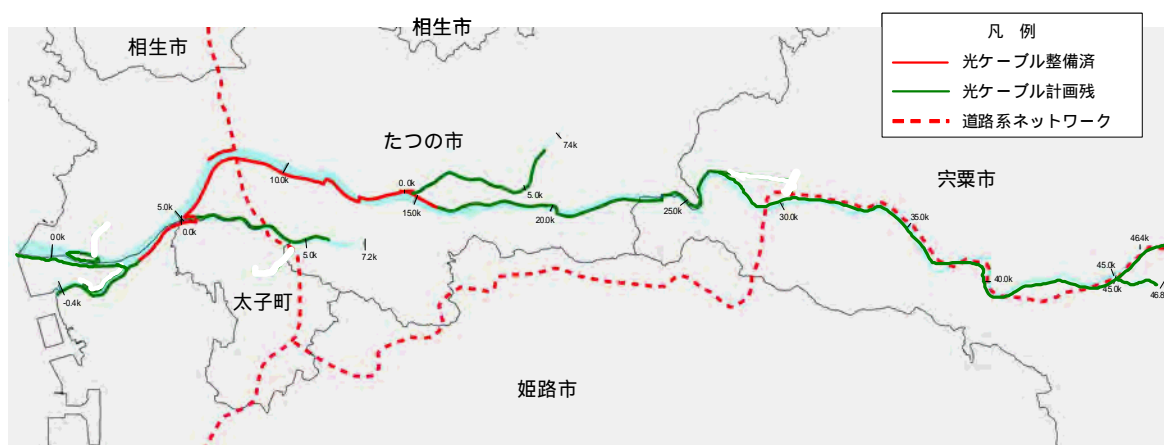 相生市
相生市
凡 例
光ケーブル整備済
光ケーブル計画残
道路系ネットワーク
たつの市
宍粟市
太子町
姫路市
0.0k
-0.4k
5.0k
0.0k
10.0k
5.0k
7.2k
0.0k
15.0k
7.4k
5.0k
20.0k
25.0k
30.0k
35.0k
40.0k
45.0k
45.0k
46.4k
46.8